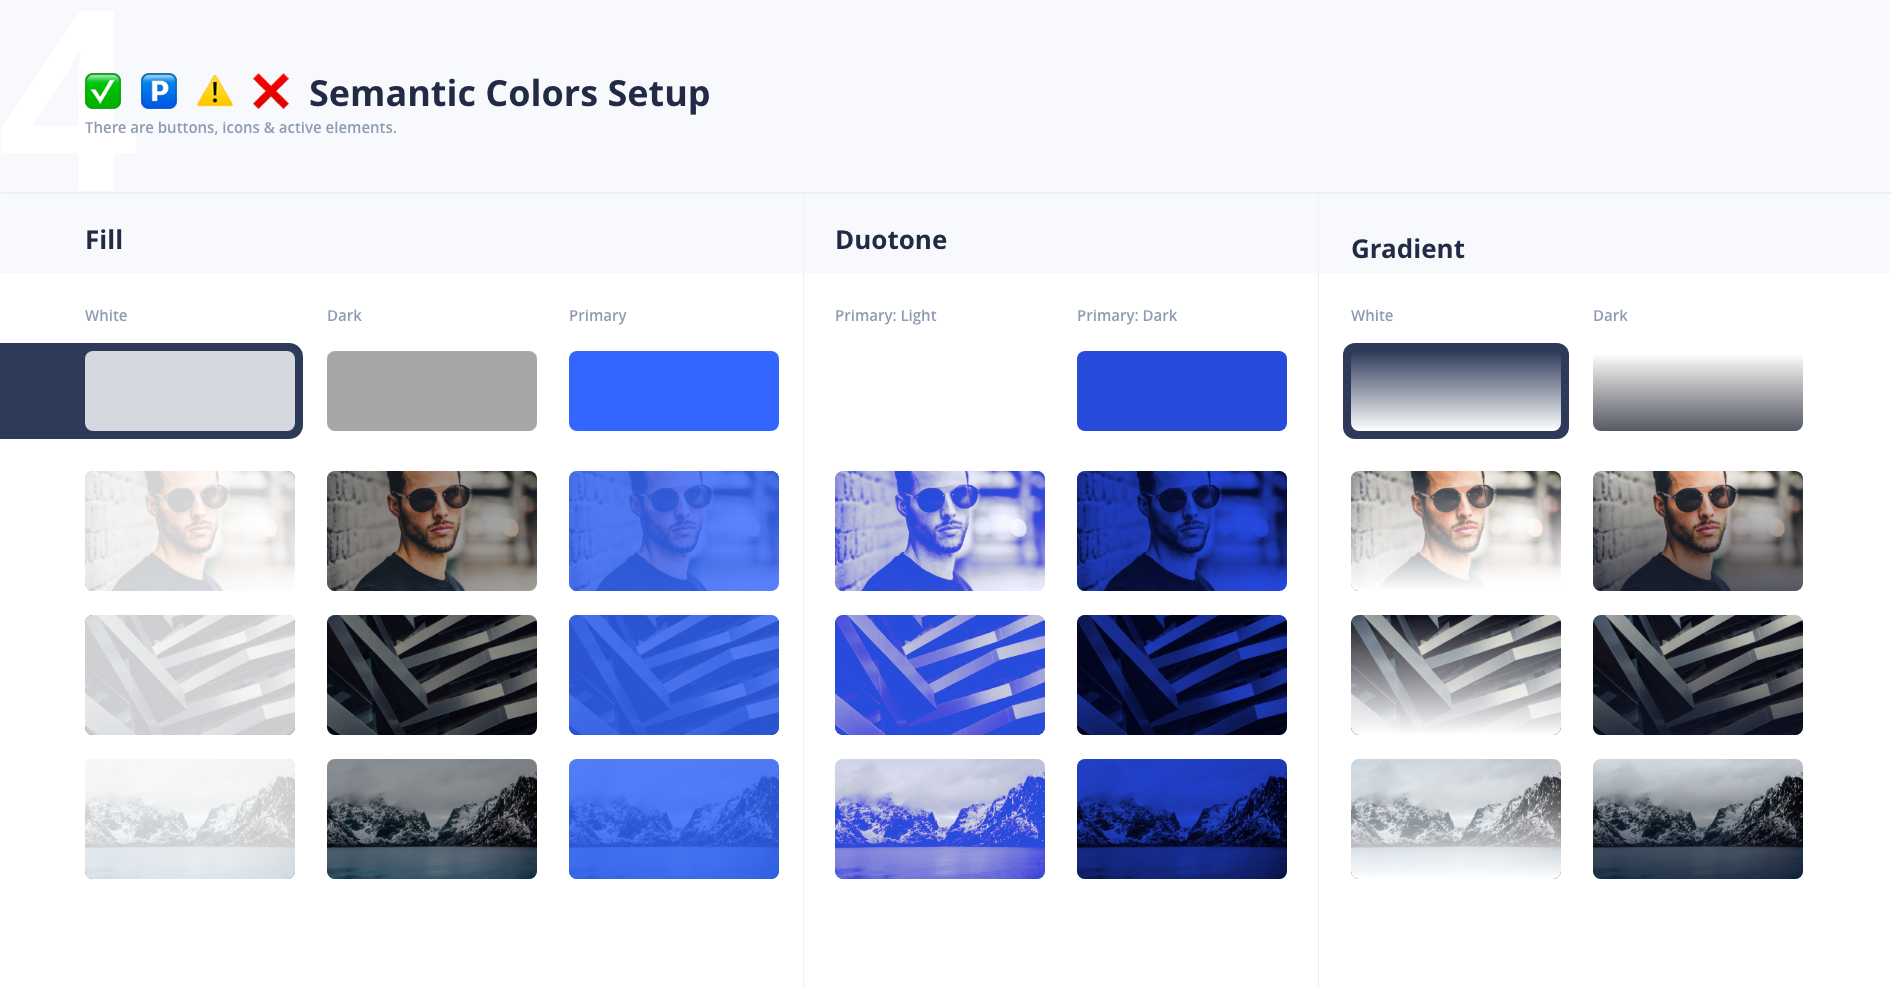 4
✅ 🅿️ ⚠️ ❌ Semantic Colors Setup
There are buttons, icons & active elements.
Fill
Duotone
Gradient
White
Dark
Primary
Primary: Light
Primary: Dark
White
Dark